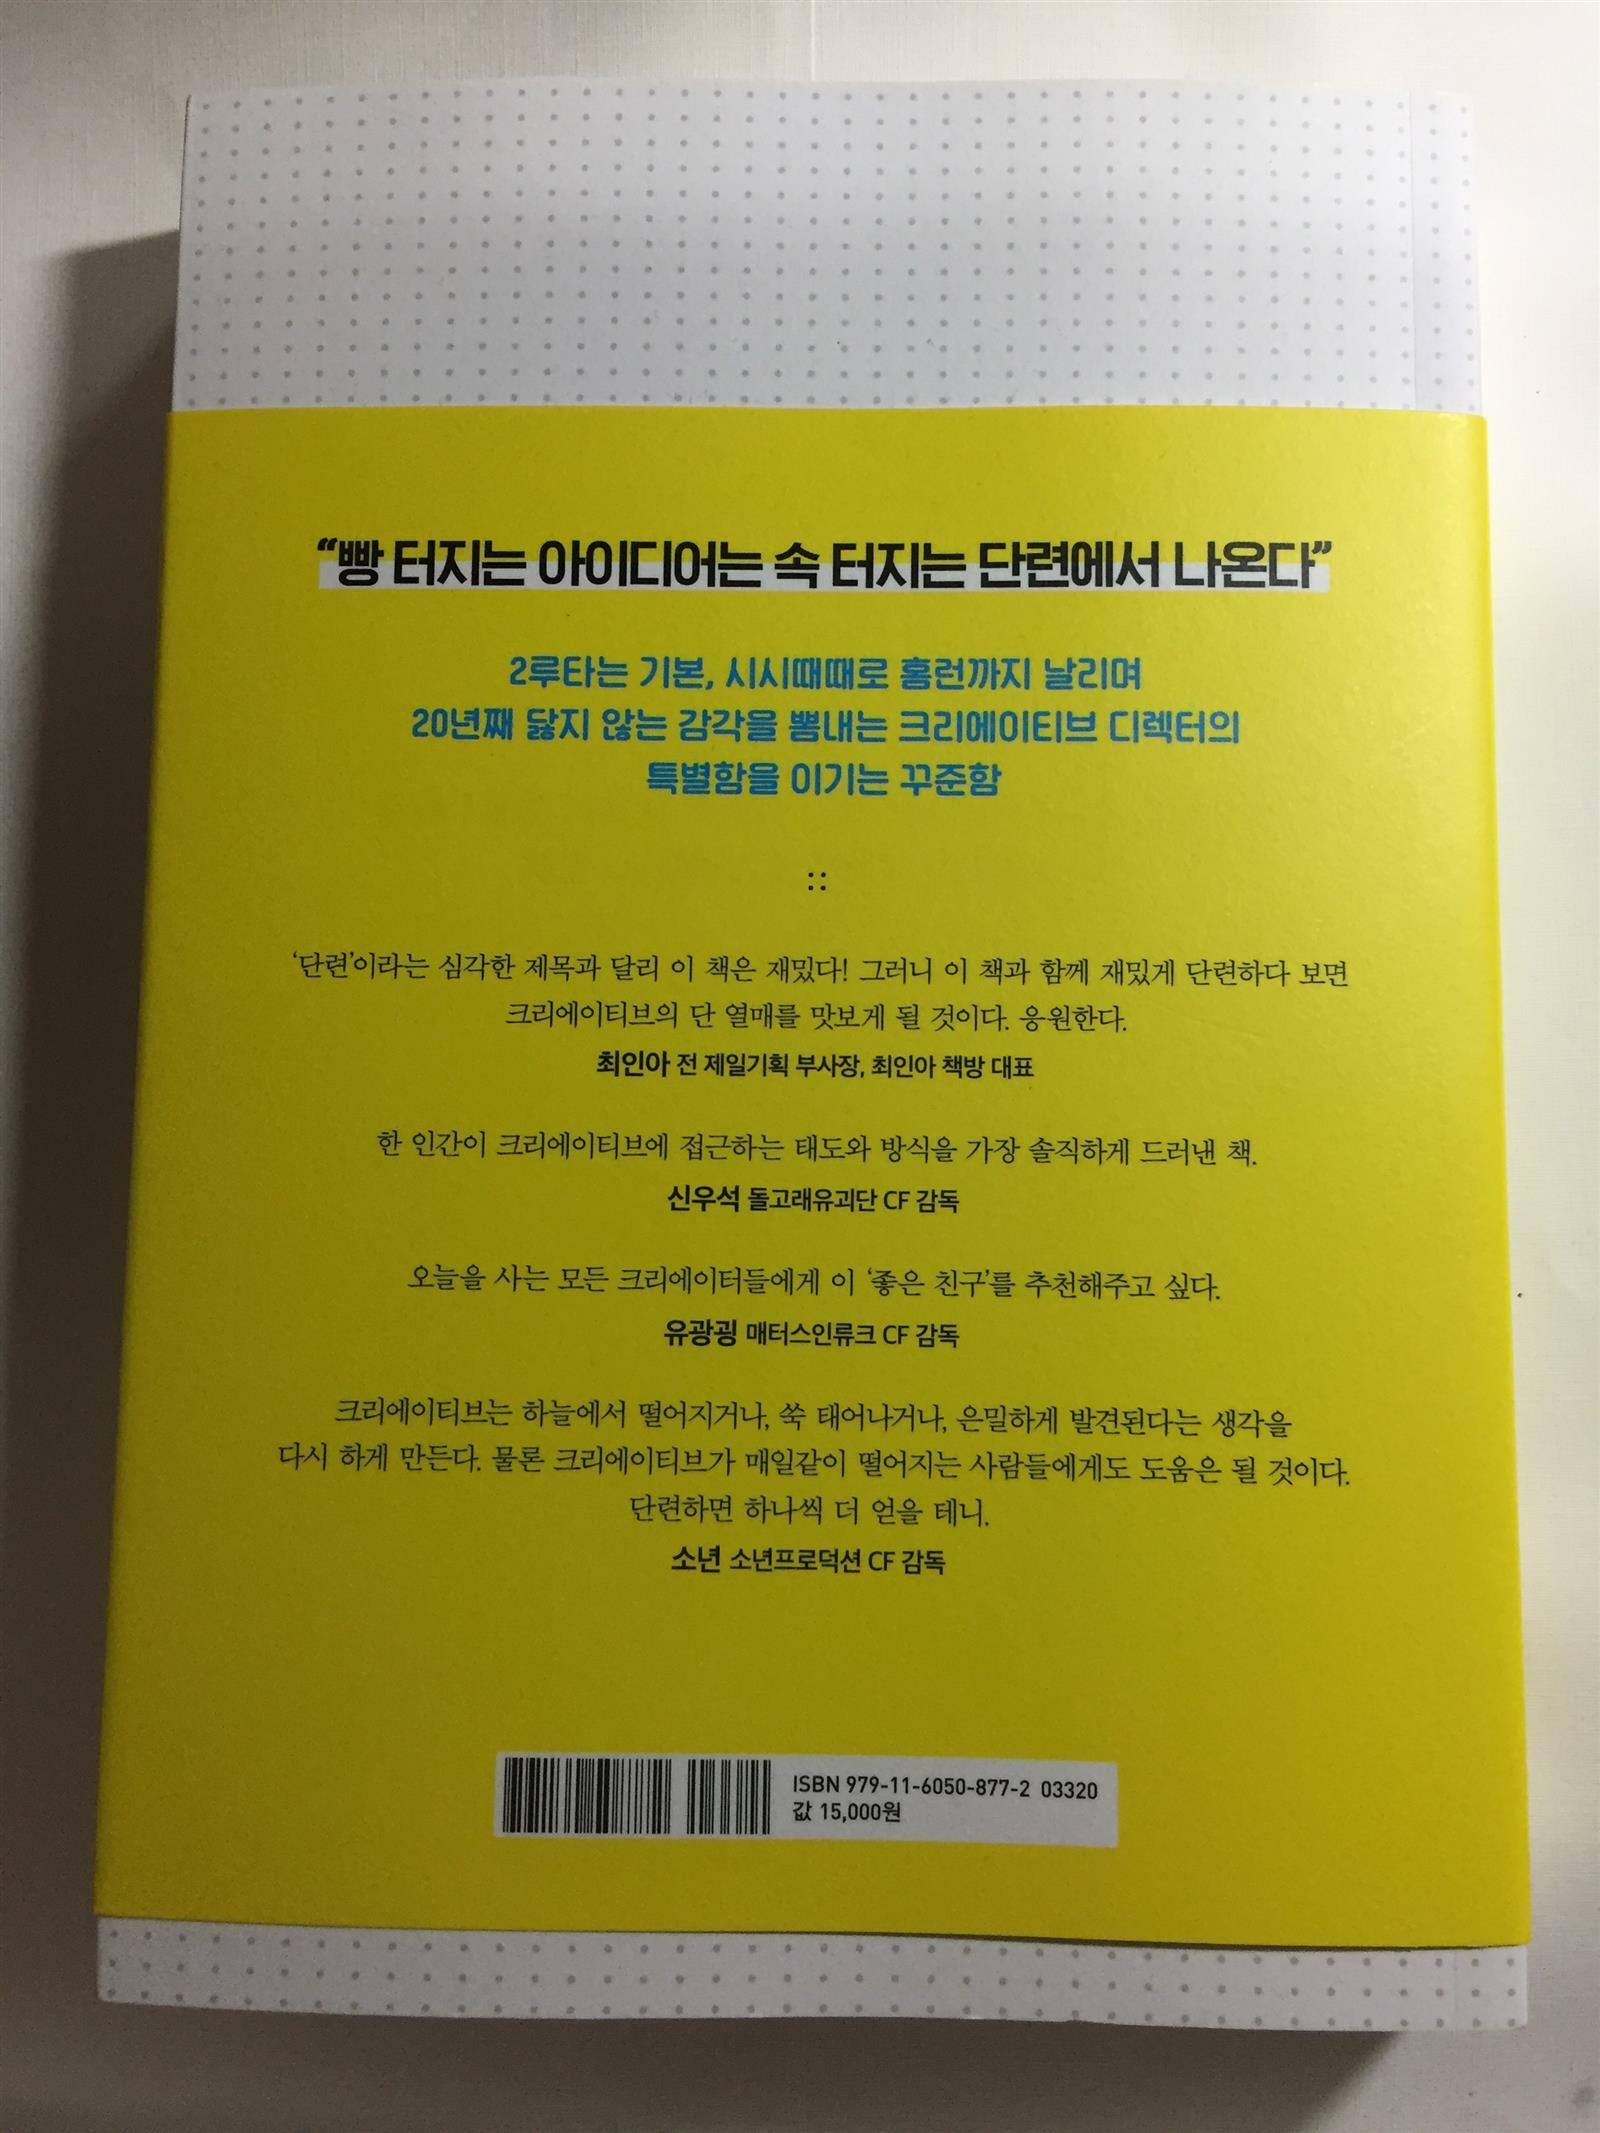 “빵 터지는 아이디어는 속 터지는 단련에서 나온다”
2루타는 기본, 시시때때로 홈런까지 날리며
20년째 닳지 않는 감각을 뽐내는 크리에이티브 디렉터의
특별함을 이기는 꾸준함
‘단련’이라는 심각한 제목과 달리 이 책은 재밌다! 그러니 이 책과 함께 재밌게 단련하다 보면
크리에이티브의 단 열매를 맛보게 될 것이다. 응원한다.
최인아 전 제일기획 부사장, 최인아 책방 대표
한 인간이 크리에이티브에 접근하는 태도와 방식을 가장 솔직하게 드러낸 책.
신우석 돌고래유괴단 CF 감독
오늘을 사는 모든 크리에이터들에게 이 ‘좋은 친구’를 추천해주고 싶다.
유광굉 매터스인류크 CF 감독
크리에이티브는 하늘에서 떨어지거나, 쑥 태어나거나, 은밀하게 발견된다는 생각을
다시 하게 만든다. 물론 크리에이티브가 매일같이 떨어지는 사람들에게도 도움은 될 것이다.
단련하면 하나씩 더 얻을 테니.
소년 소년프로덕션 CF 감독
ISBN 979-11-6050-877-2 03320
값 15,000원